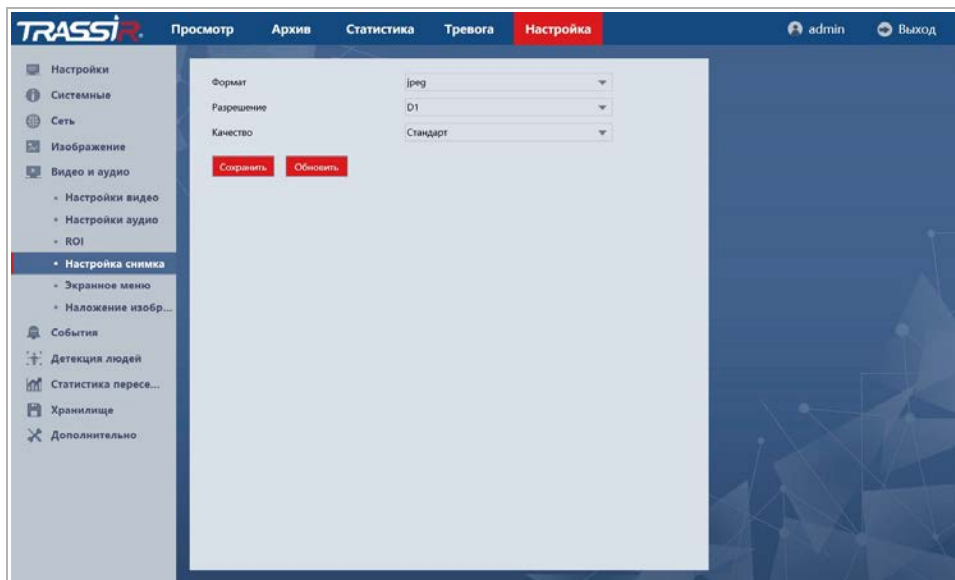 TRASSIR
Просмотр Архив Статистика Тревога Настройка admin Выход
Настройки
Системные
Сеть
Изображение
Видео и аудио
Настройки видео
Настройки аудио
ROI
Настройка снимка
Экранное меню
Наложение изобр...
События
Детекция людей
Статистика пересе...
Хранилище
Дополнительно
Формат jpeg
Разрешение D1
Качество Стандарт
Сохранить Обновить